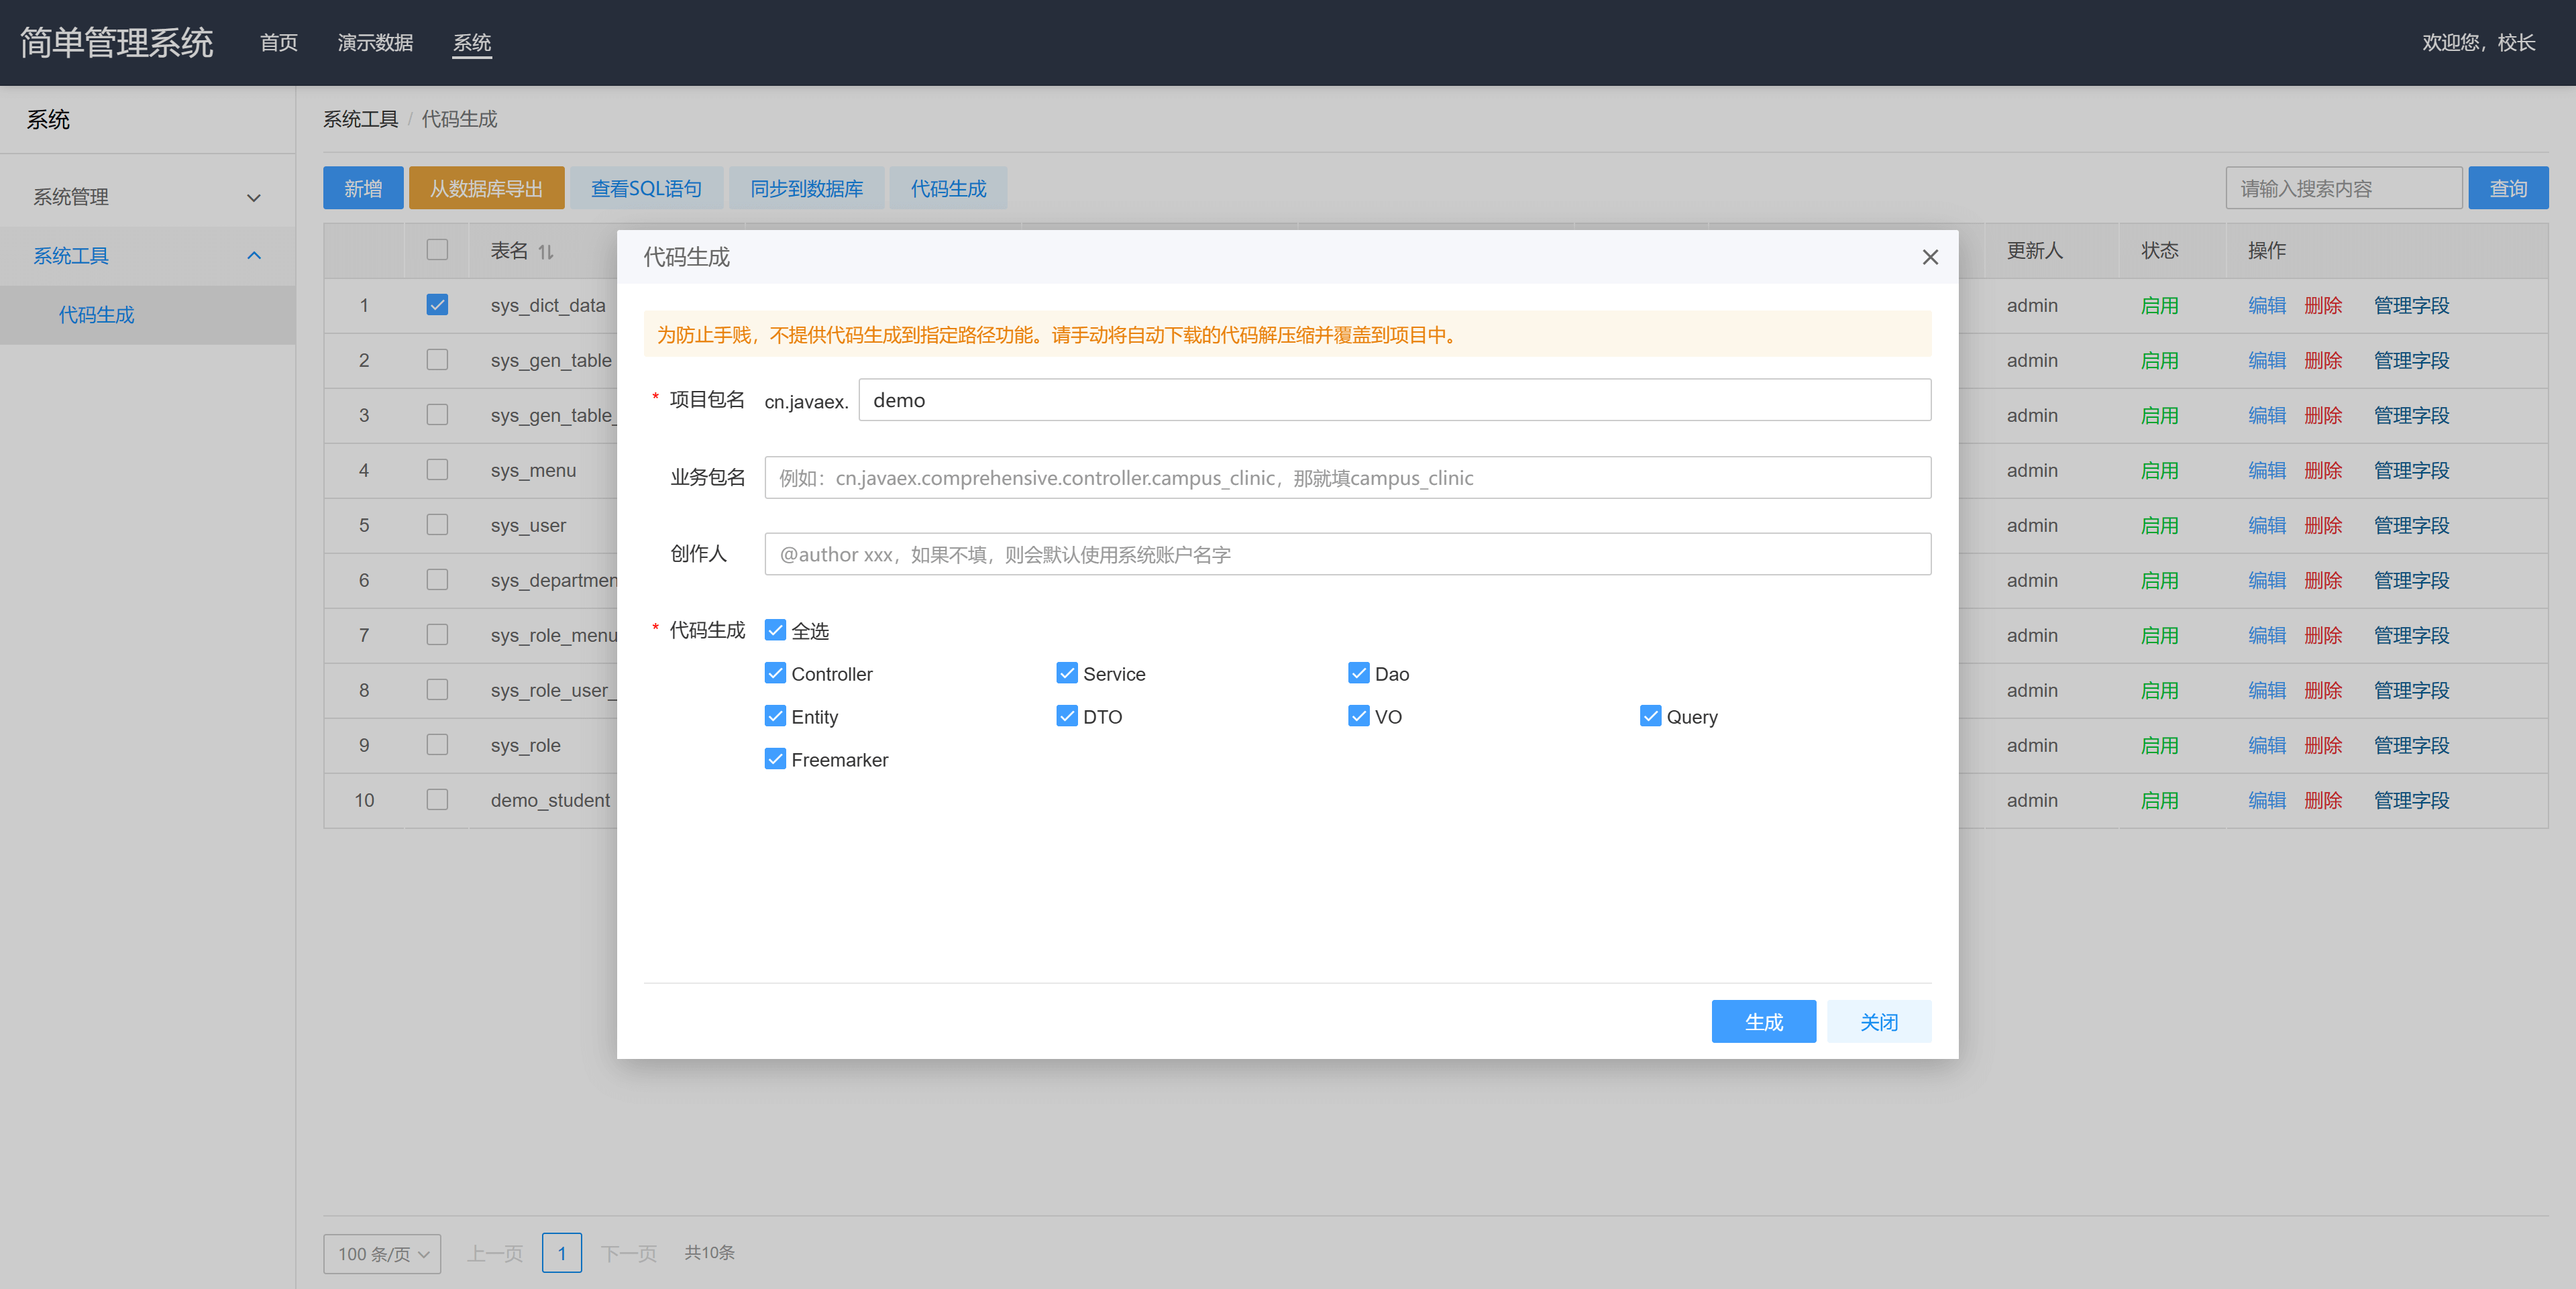 简单管理系统 首页 演示数据 系统 欢迎您，校长
系统
系统管理
系统工具
代码生成
系统工具 / 代码生成
新增 从数据库导出 查看SQL语句 同步到数据库 代码生成 请输入搜索内容 查询
表名 更新人 状态 操作
1 sys_dict_data admin 启用 编辑 删除 管理字段
2 sys_gen_table admin 启用 编辑 删除 管理字段
3 sys_gen_table_ admin 启用 编辑 删除 管理字段
4 sys_menu admin 启用 编辑 删除 管理字段
5 sys_user admin 启用 编辑 删除 管理字段
6 sys_departmen admin 启用 编辑 删除 管理字段
7 sys_role_menu admin 启用 编辑 删除 管理字段
8 sys_role_user_ admin 启用 编辑 删除 管理字段
9 sys_role admin 启用 编辑 删除 管理字段
10 demo_student admin 启用 编辑 删除 管理字段
代码生成
为防止手贱，不提供代码生成到指定路径功能。请手动将自动下载的代码解压缩并覆盖到项目中。
* 项目包名 cn.javaex. demo
业务包名 例如：cn.javaex.comprehensive.controller.campus_clinic，那就填campus_clinic
创作人 @author xxx，如果不填，则会默认使用系统账户名字
* 代码生成 全选
Controller Service Dao
Entity DTO VO Query
Freemarker
生成 关闭
100 条/页 上一页 1 下一页 共10条